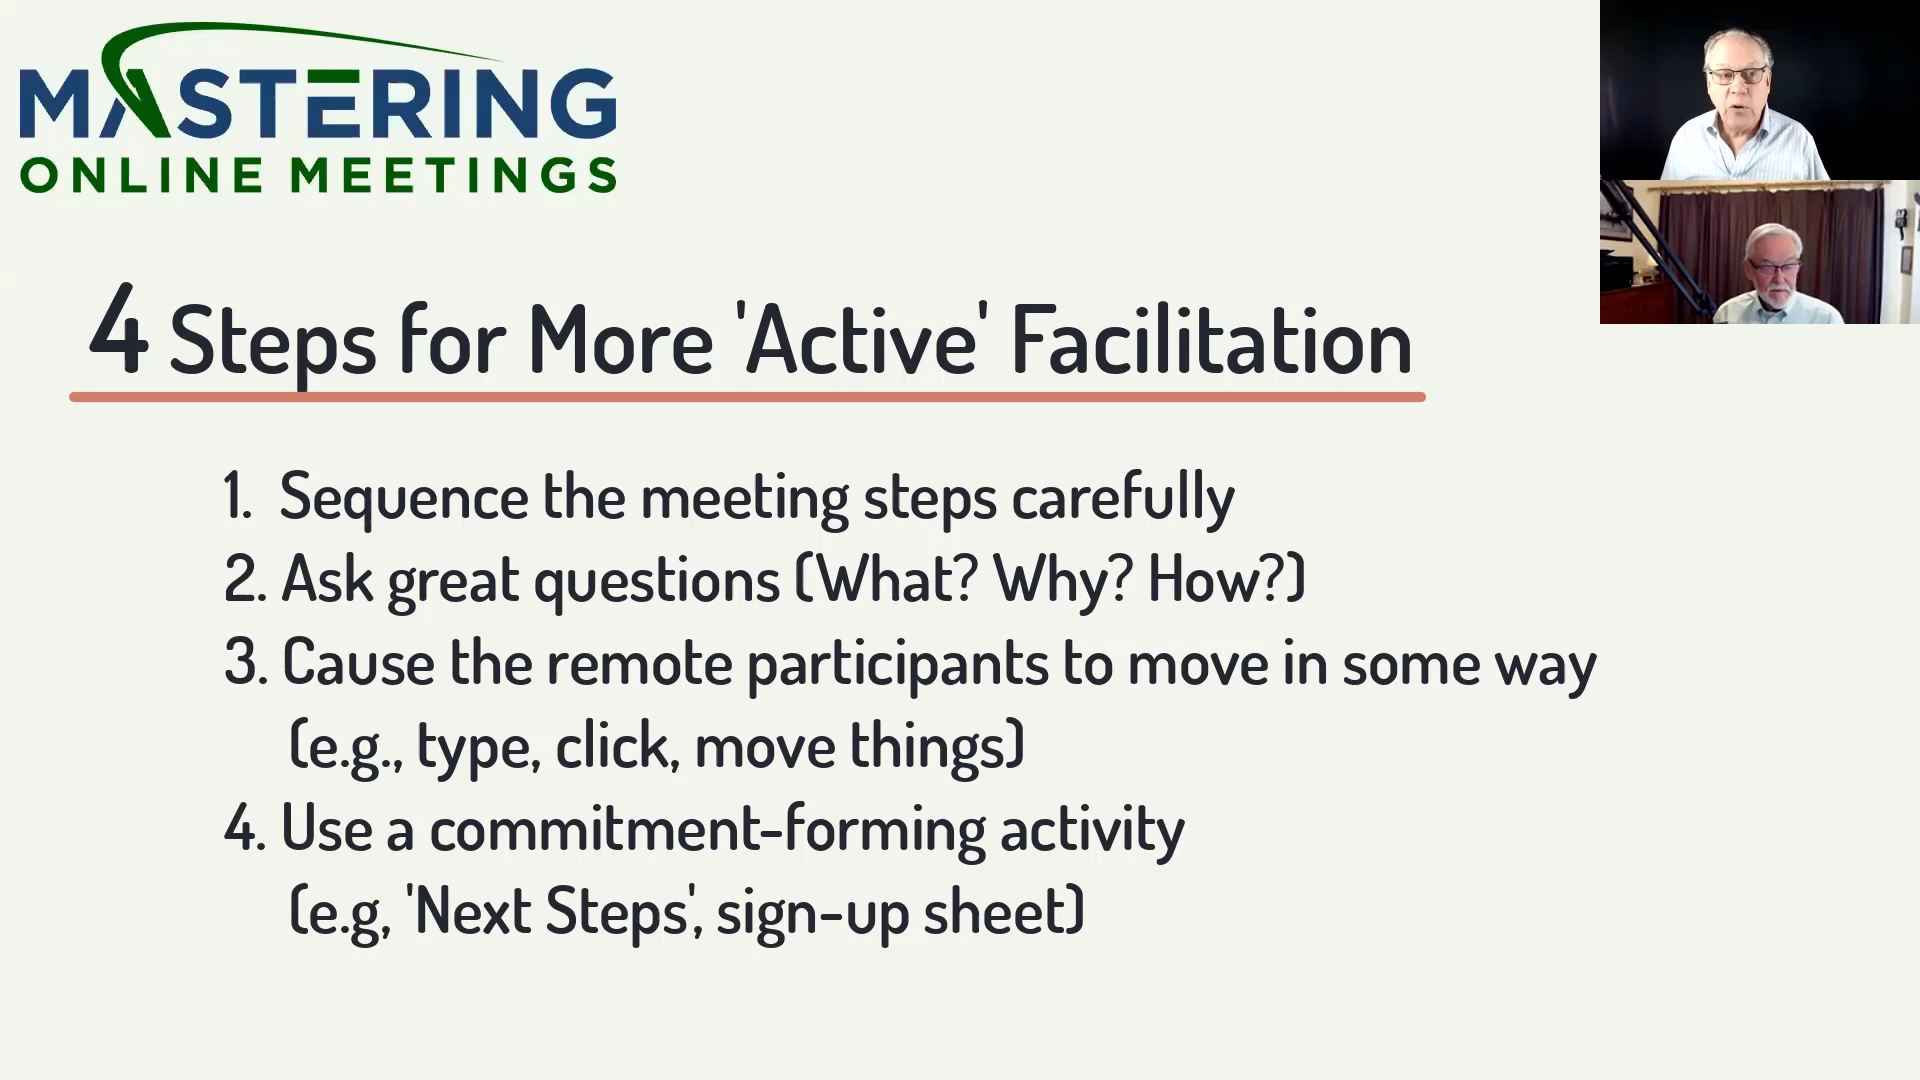 MASTERING
ONLINE MEETINGS
4 Steps for More 'Active' Facilitation
1. Sequence the meeting steps carefully
2. Ask great questions (What? Why? How?)
3. Cause the remote participants to move in some way
(e.g., type, click, move things)
4. Use a commitment-forming activity
(e.g, 'Next Steps', sign-up sheet)